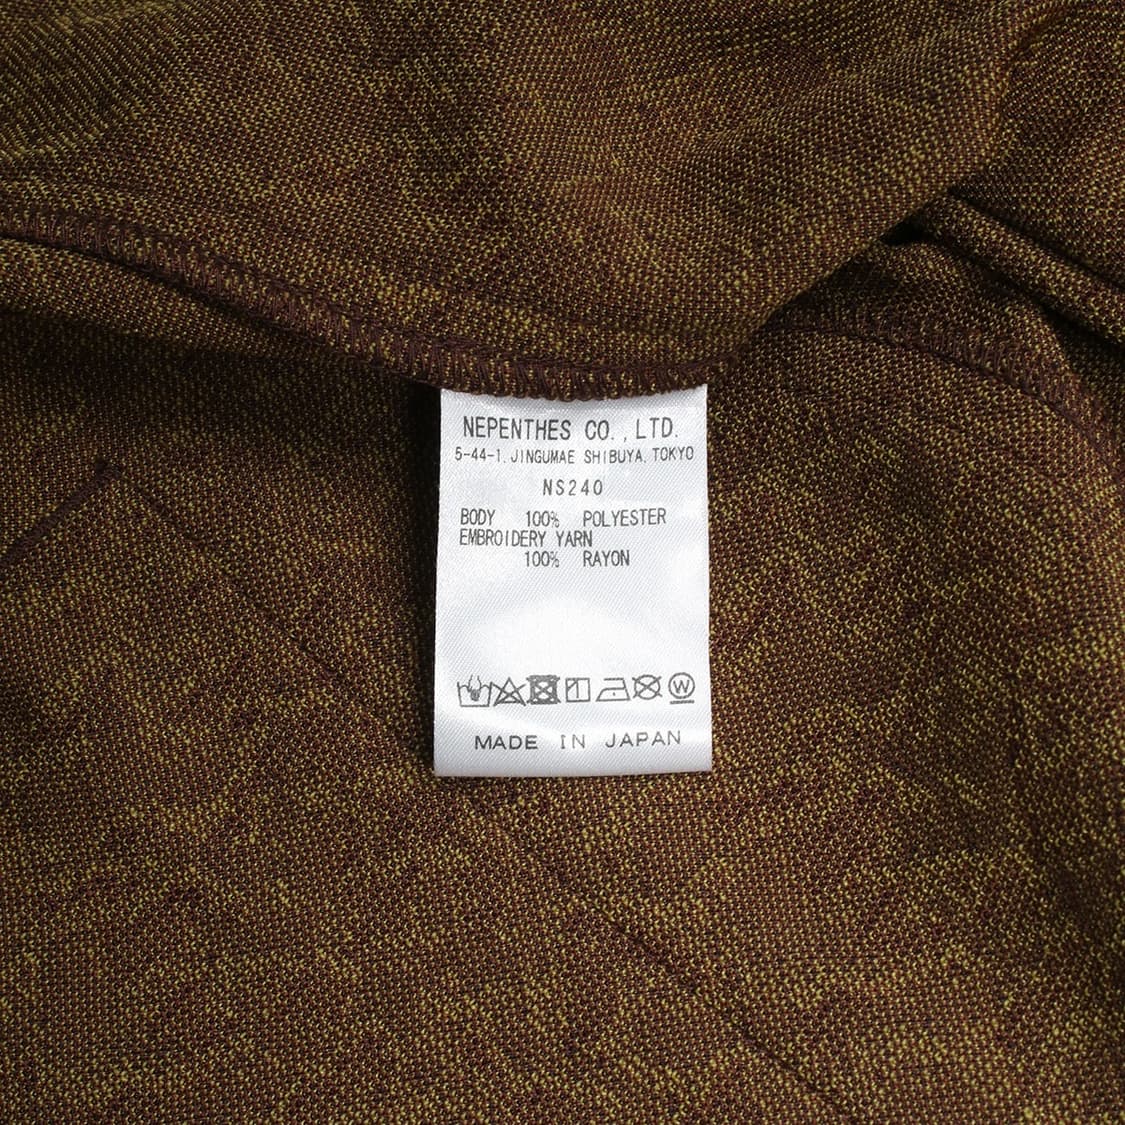 NEPENTHES CO.,LTD.
5-44-1, JINGUMAE SHIBUYA, TOKYO
NS240
BODY 100% POLYESTER
EMBROIDERY YARN
100% RAYON
W
MADE IN JAPAN